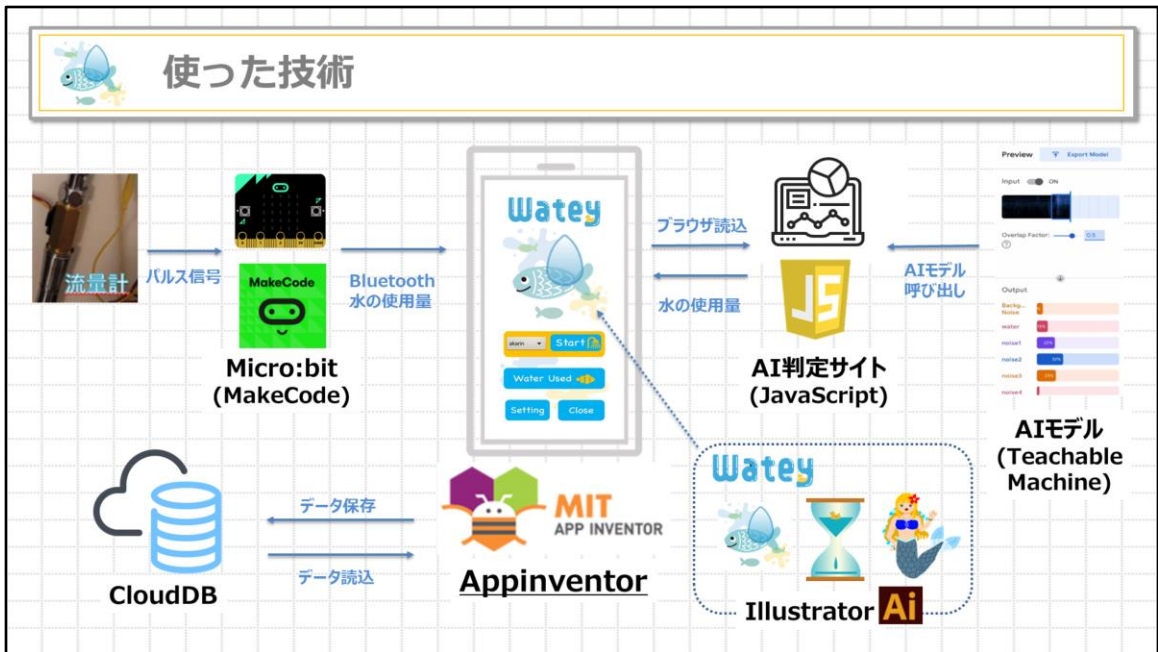 使った技術
流量計
パルス信号
MakeCode
Micro:bit
(MakeCode)
Bluetooth
水の使用量
Watey
akarin
Start
Water Used
Setting
Close
ブラウザ読込
水の使用量
JS
AI判定サイト
(JavaScript)
AIモデル
呼び出し
Preview
Export Model
Input
ON
Overlap Factor:
0.5
Output
Backg...
Noise
water
noise1
noise2
noise3
noise4
AIモデル
(Teachable
Machine)
CloudDB
データ保存
データ読込
MIT
APP INVENTOR
Appinventor
Watey
Illustrator Ai